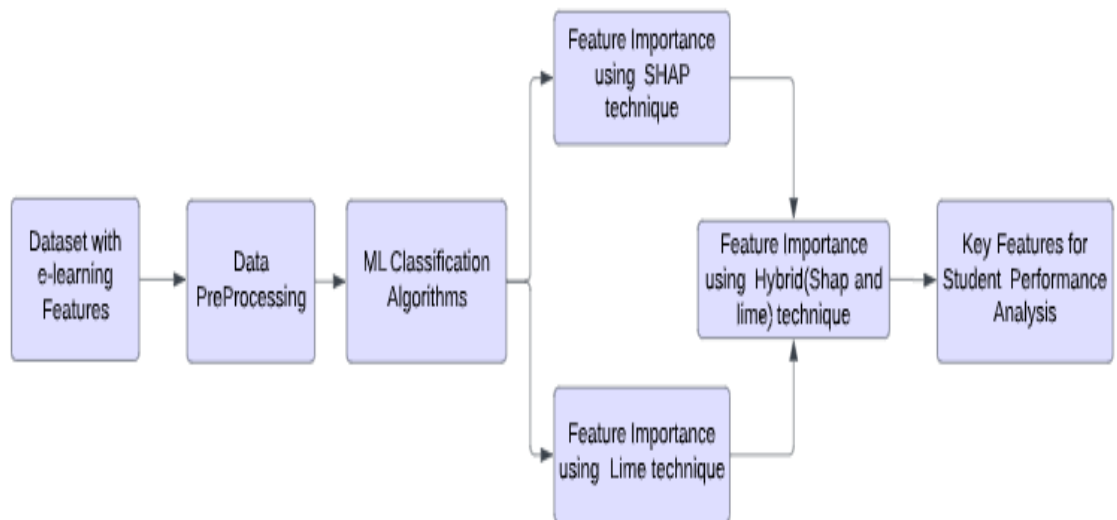 Dataset with
e-learning
Features
Data
PreProcessing
ML Classification
Algorithms
Feature Importance
using SHAP
technique
Feature Importance
using Lime technique
Feature Importance
using Hybrid(Shap and
lime) technique
Key Features for
Student Performance
Analysis